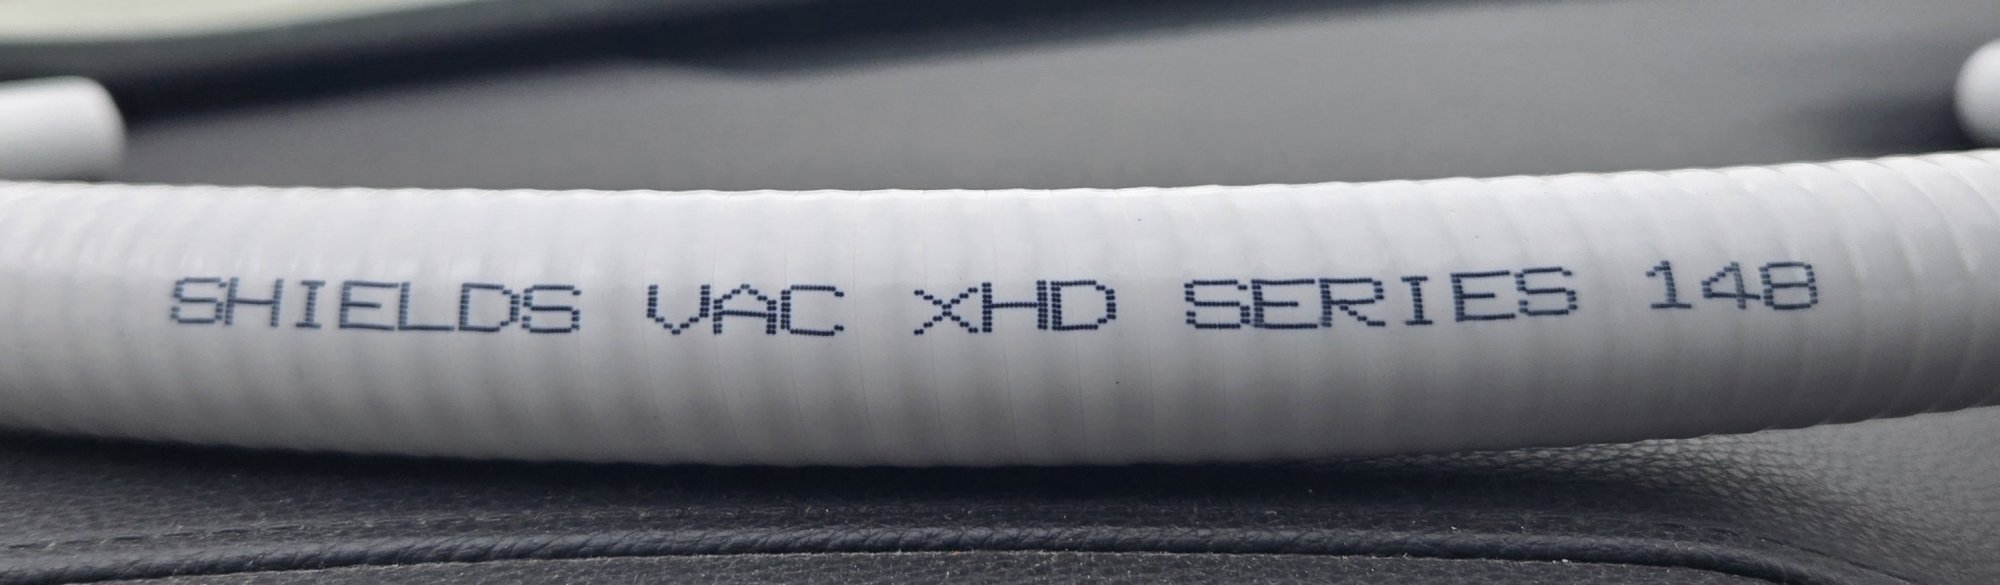 SHIELDS VAC XHD SERIES 148